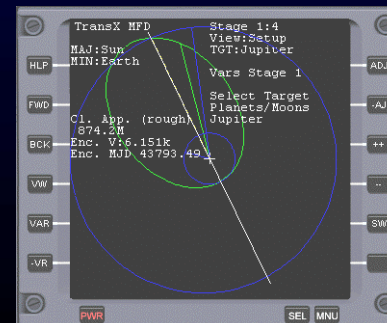 TransX MFD
MAJ:Sun
MIN:Earth
Cl. App. (rough)
874.2M
Enc. V:6.151k
Enc. MJD 43793.49
Stage 1:4
View:Setup
TGT:Jupiter
Vars Stage 1
Select Target
Planets/Moons
Jupiter
HLP
FWD
BCK
VW
VAR
-VR
ADJ
-AJ
++
--
SW
PWR
SEL
MNU